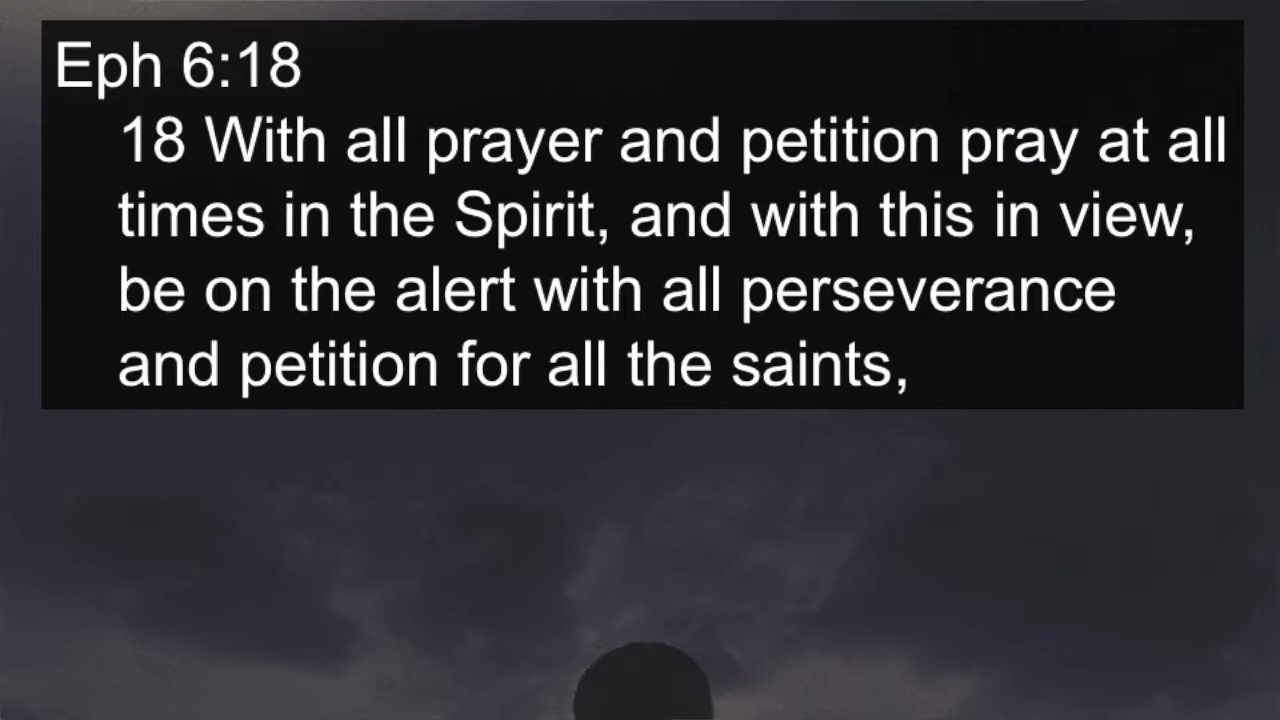 Eph 6:18
18 With all prayer and petition pray at all
times in the Spirit, and with this in view,
be on the alert with all perseverance
and petition for all the saints,